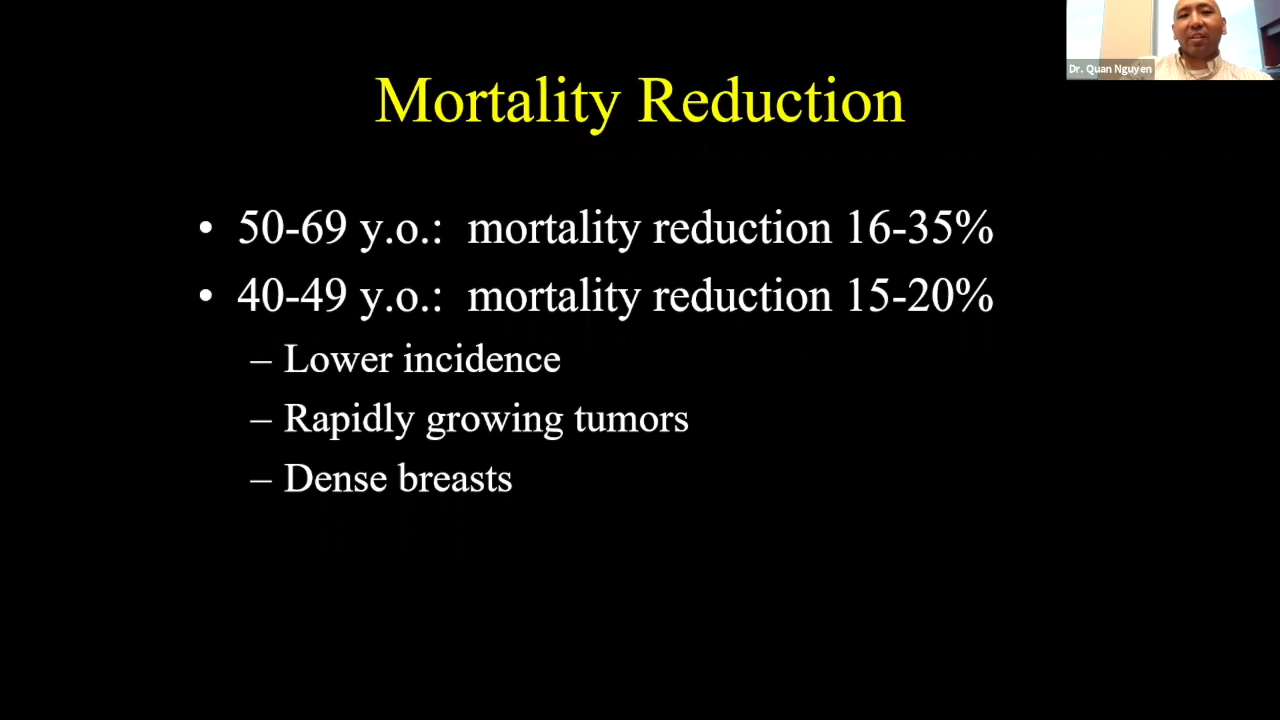 Dr. Quan Nguyen
Mortality Reduction
• 50-69 y.o.: mortality reduction 16-35%
• 40-49 y.o.: mortality reduction 15-20%
– Lower incidence
– Rapidly growing tumors
– Dense breasts